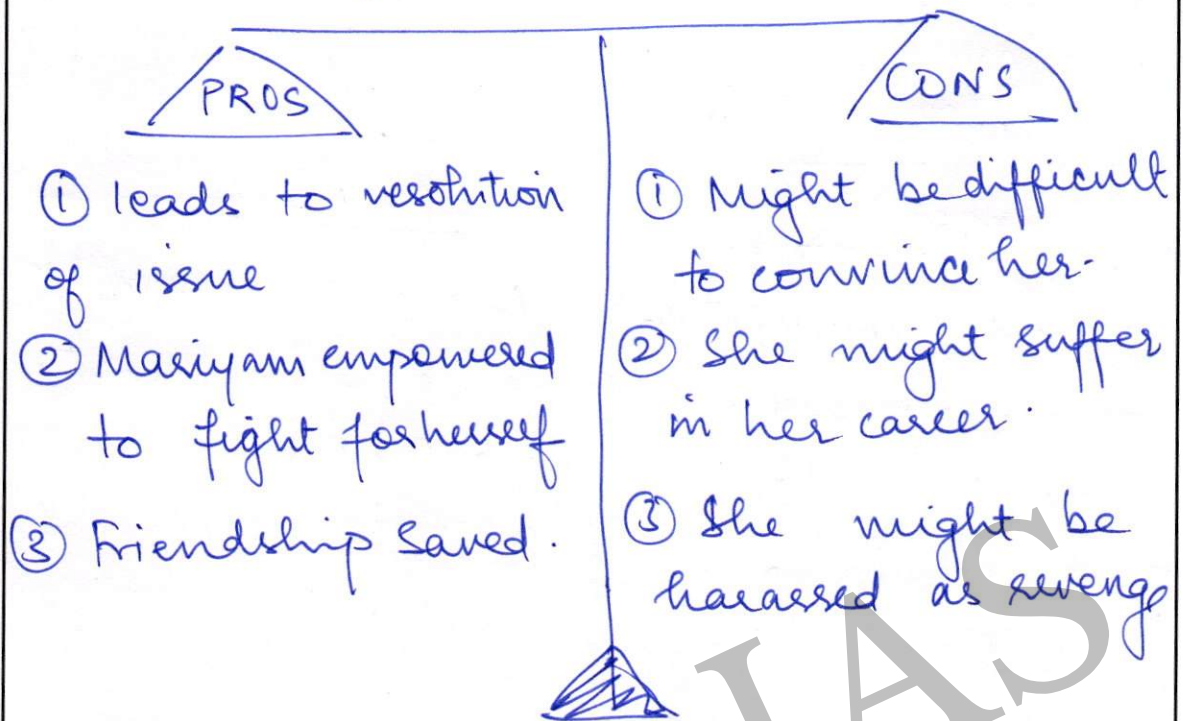 PROS
① leads to resolution
of issue
② Mariyam empowered
to fight for herself
③ Friendship Saved.
CONS
① Might be difficult
to convince her.
② She might suffer
in her career.
③ She might be
harassed as revenge
IAS